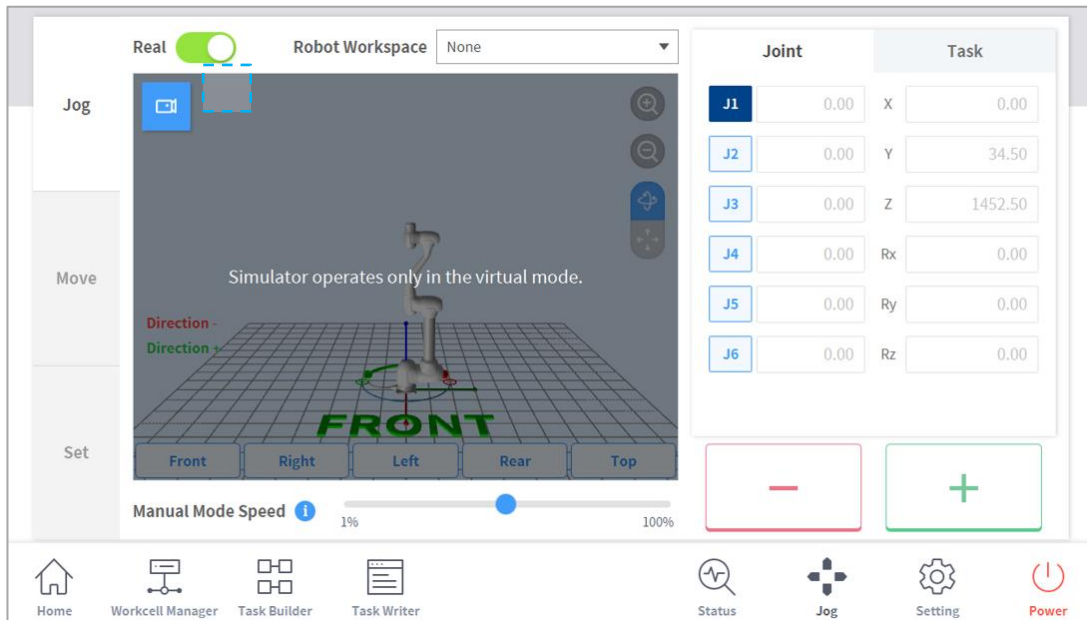 Real
Robot Workspace
None
Joint
Task
Jog
Move
Set
J1 0.00 X 0.00
J2 0.00 Y 34.50
J3 0.00 Z 1452.50
J4 0.00 Rx 0.00
J5 0.00 Ry 0.00
J6 0.00 Rz 0.00
Simulator operates only in the virtual mode.
Direction -
Direction +
FRONT
Front
Right
Left
Rear
Top
Manual Mode Speed
i
1%
100%
−
+
Home
Workcell Manager
Task Builder
Task Writer
Status
Jog
Setting
Power